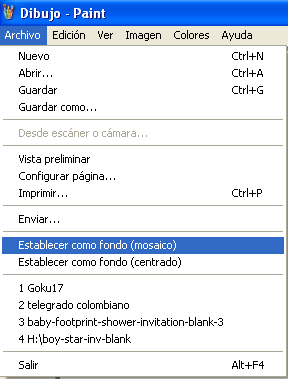 Dibujo - Paint
Archivo Edición Ver Imagen Colores Ayuda
Nuevo Ctrl+N
Abrir... Ctrl+A
Guardar Ctrl+G
Guardar como...
Desde escáner o cámara...
Vista preliminar
Configurar página...
Imprimir... Ctrl+P
Enviar...
Establecer como fondo (mosaico)
Establecer como fondo (centrado)
1 Goku17
2 telegrado colombiano
3 baby-footprint-shower-invitation-blank-3
4 H:\boy-star-inv-blank
Salir Alt+F4